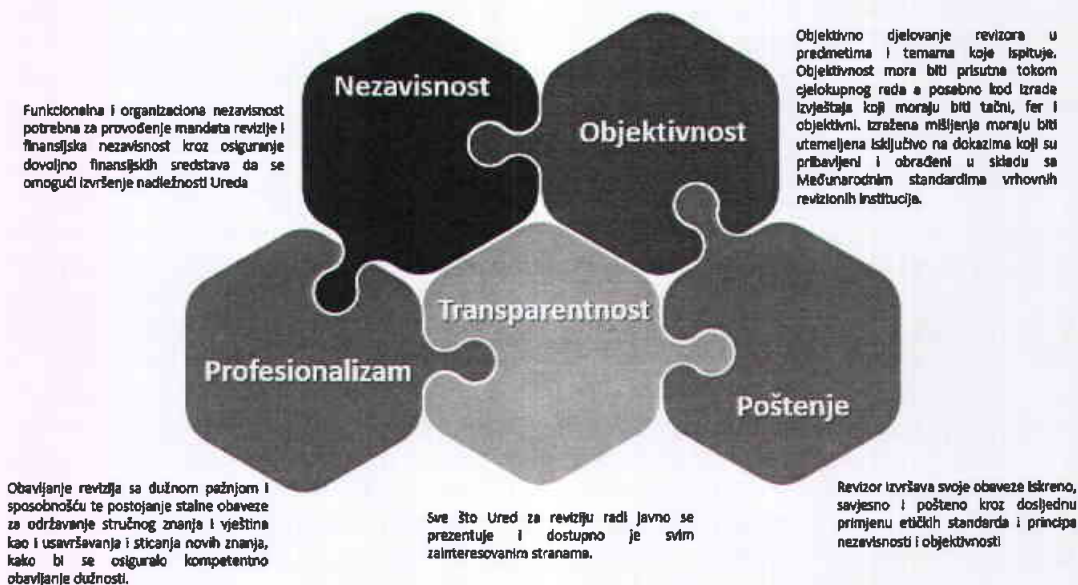 Nezavisnost
Funkcionalna i organizaciona nezavisnost
potrebna za provođenje mandata revizije i
finansijska nezavisnost kroz osiguranje
dovoljno finansijskih sredstava da se
omogući izvršenje nadležnosti Ureda
Objektivnost
Objektivno djelovanje revizora u
predmetima i temama koje ispituje.
Objektivnost mora biti prisutna tokom
cjelokupnog rada a posebno kod izrade
izvještaja koji moraju biti tačni, fer i
objektivni. Izražena mišljenja moraju biti
utemeljena isključivo na dokazima koji su
pribavljeni i obrađeni u skladu sa
Međunarodnim standardima vrhovnih
revizionih institucija.
Profesionalizam
Obavljanje revizija sa dužnom pažnjom i
sposobnošću te postojanje stalne obaveze
za održavanje stručnog znanja i vještina
kao i usavršavanja i sticanja novih znanja,
kako bi se osiguralo kompetentno
obavljanje dužnosti.
Transparentnost
Sve što Ured za reviziju radi javno se
prezentuje i dostupno je svim
zainteresovanim stranama.
Poštenje
Revizor izvršava svoje obaveze iskreno,
savjesno i pošteno kroz dosljednu
primjenu etičkih standarda i principa
nezavisnosti i objektivnosti